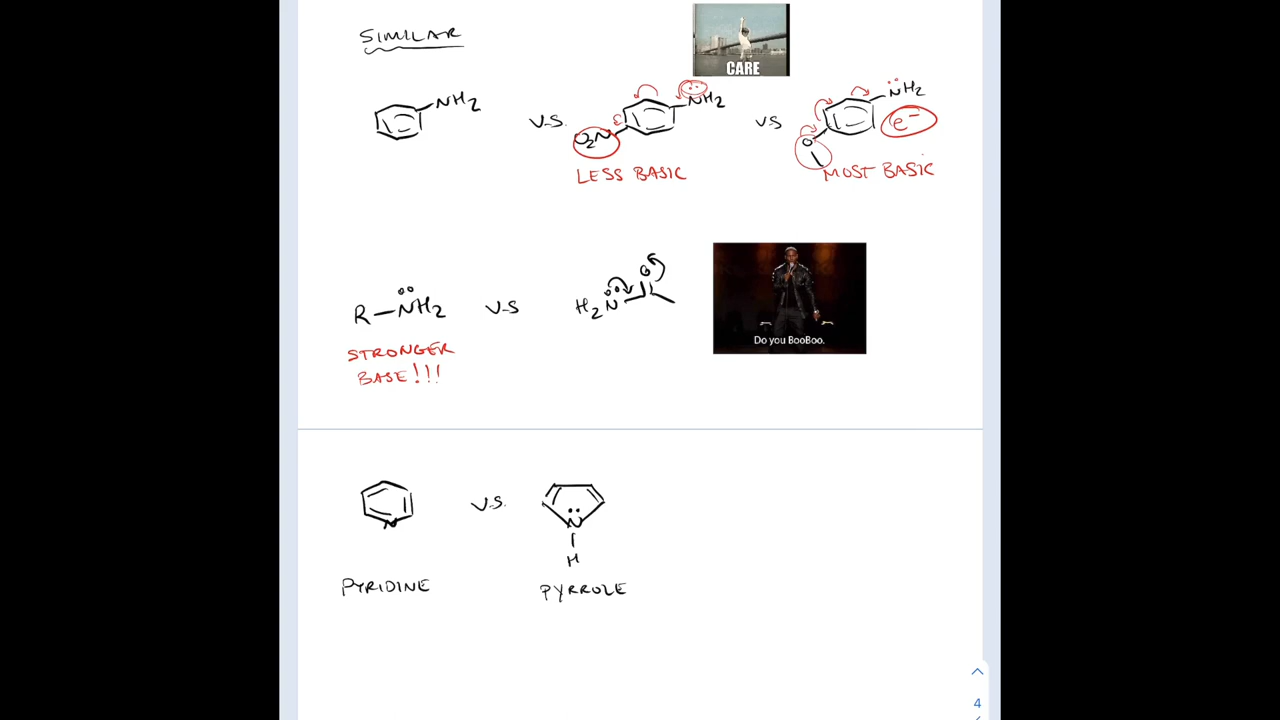 SIMILAR
CARE
NH2 V.S. O2N NH2 VS O NH2 e-
LESS BASIC MOST BASIC
R-NH2 V-S H2N O
STRONGER
BASE!!!
Do you BooBoo.
N V.S. N
H
PYRIDINE PYRROLE
4